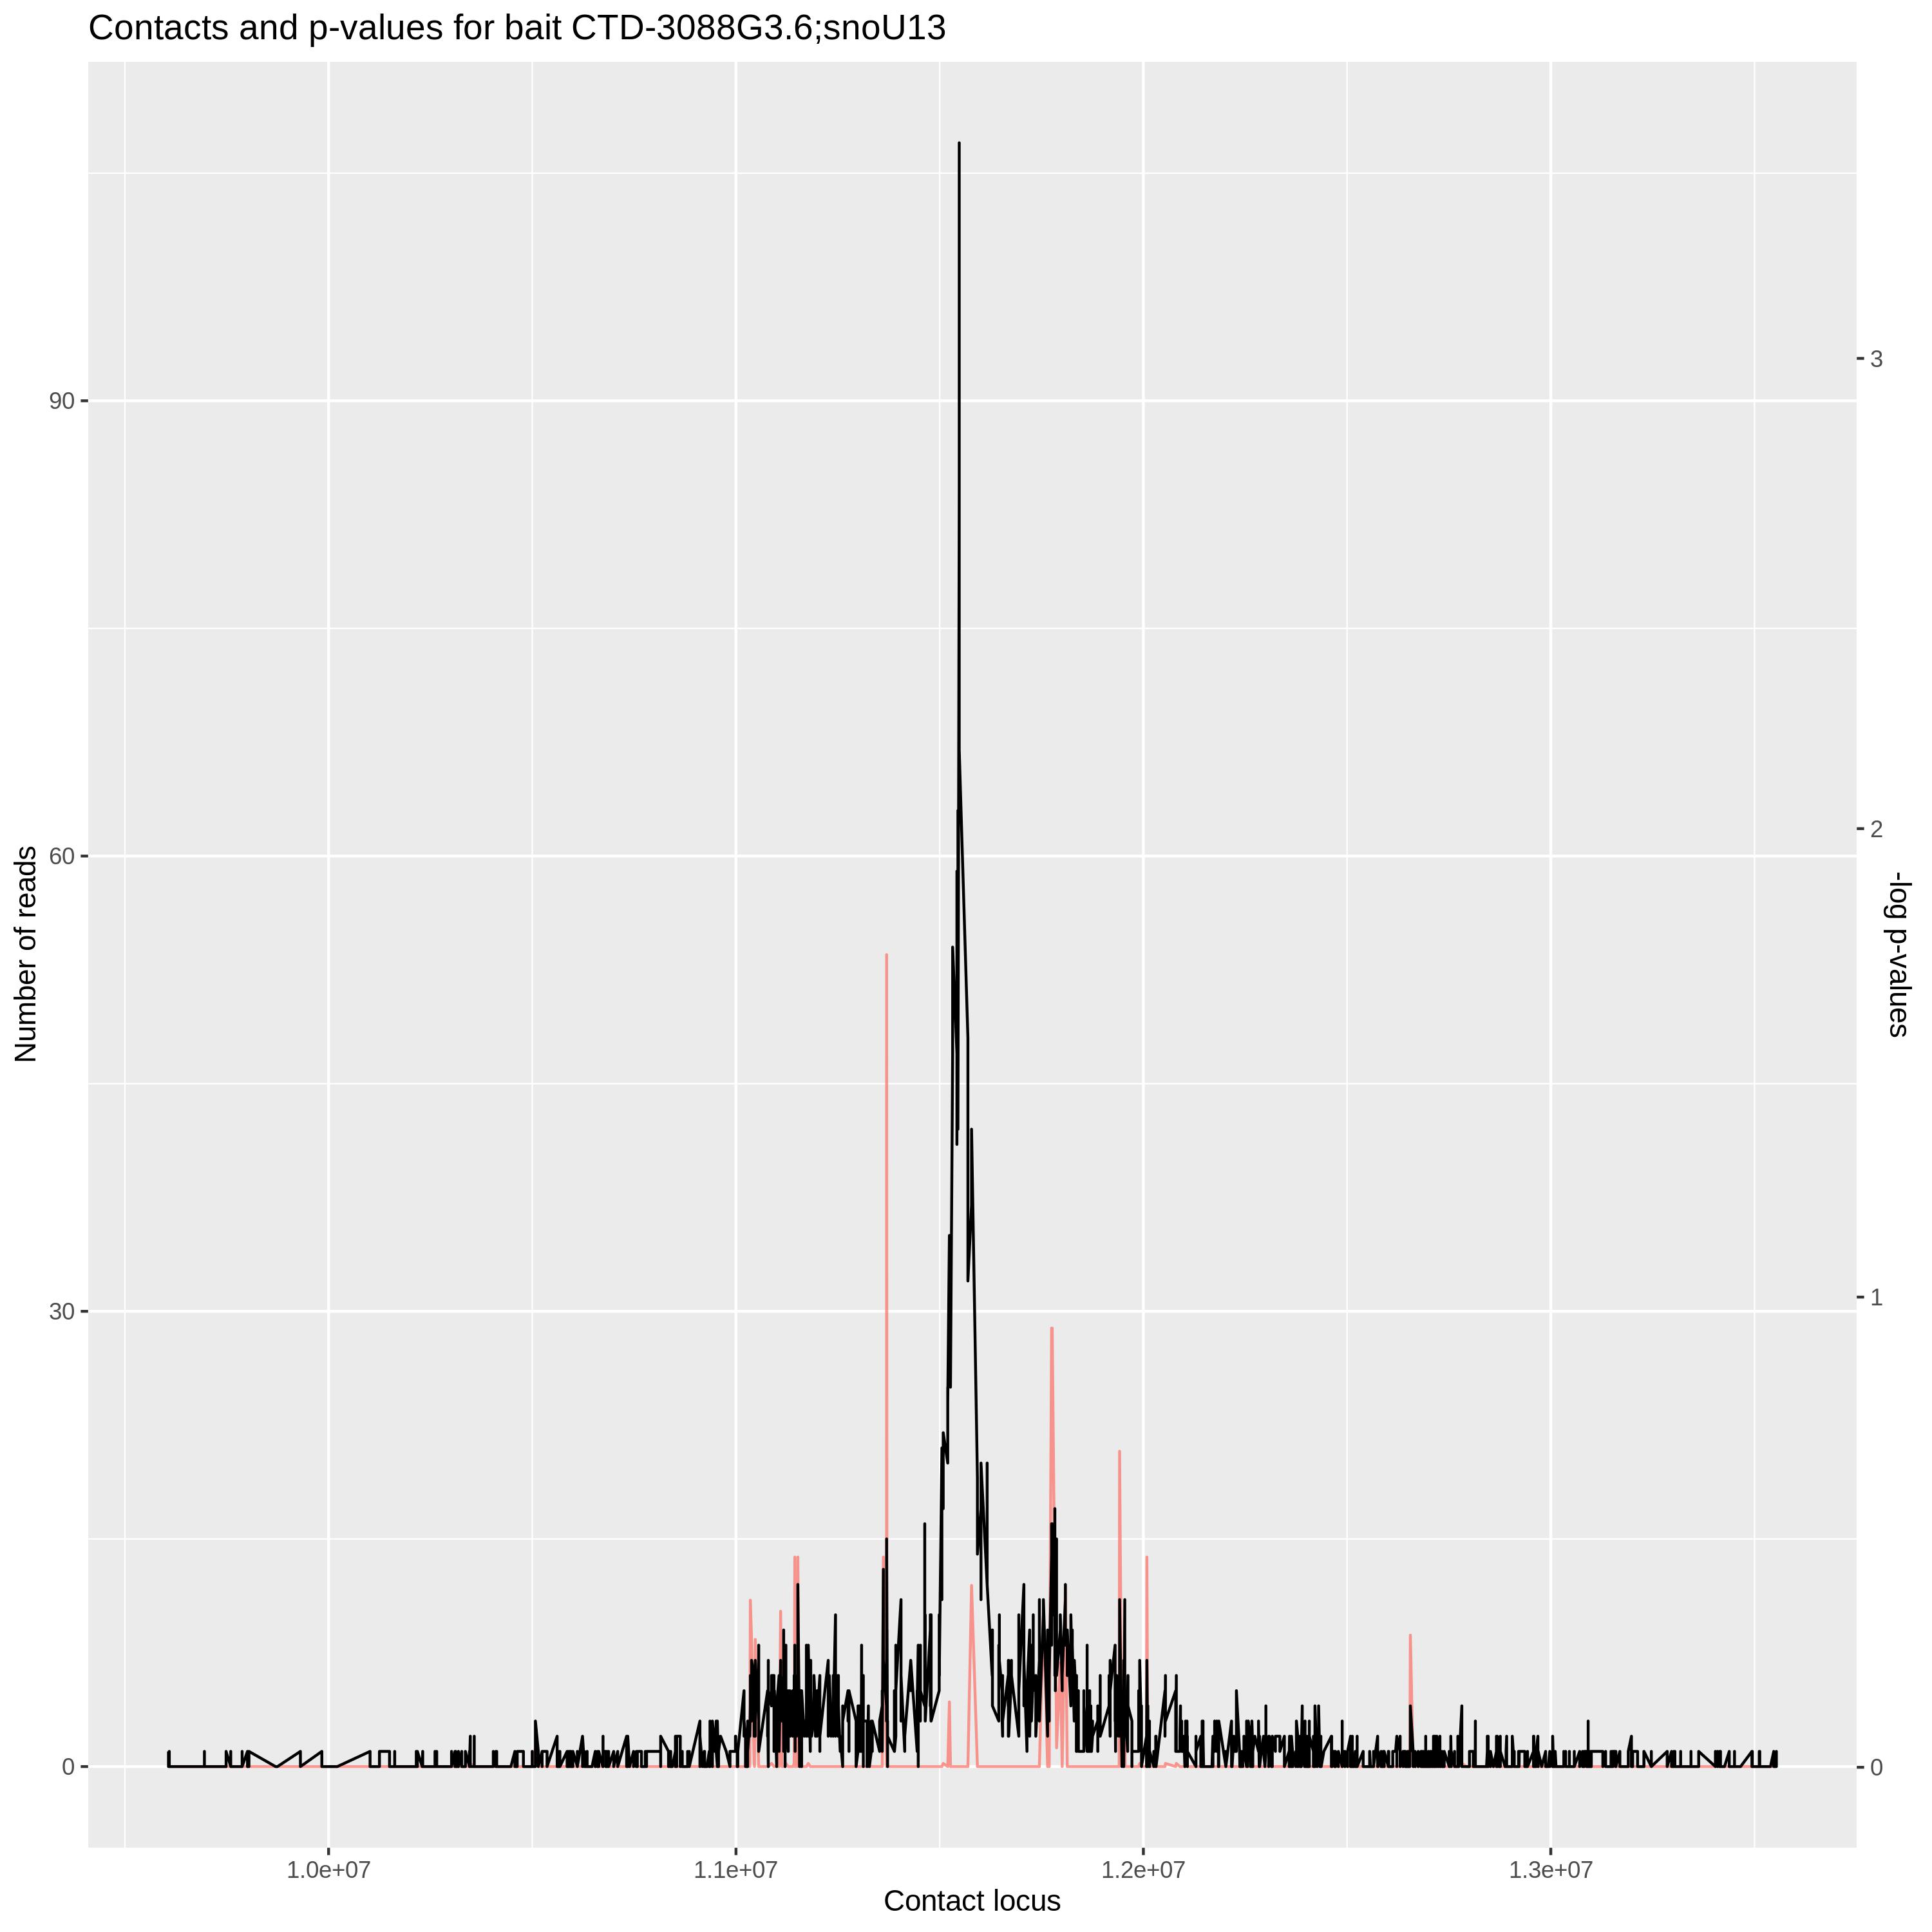 Contacts and p-values for bait CTD-3088G3.6;snoU13
Number of reads
90
60
30
0
3
2
1
0
-log p-values
1.0e+07
1.1e+07
1.2e+07
1.3e+07
Contact locus